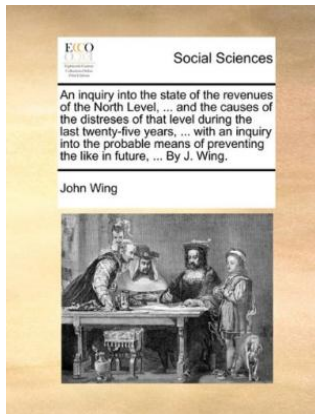 ECCO
Social Sciences
An inquiry into the state of the revenues
of the North Level, ... and the causes of
the distreses of that level during the
last twenty-five years, ... with an inquiry
into the probable means of preventing
the like in future, ... By J. Wing.
John Wing